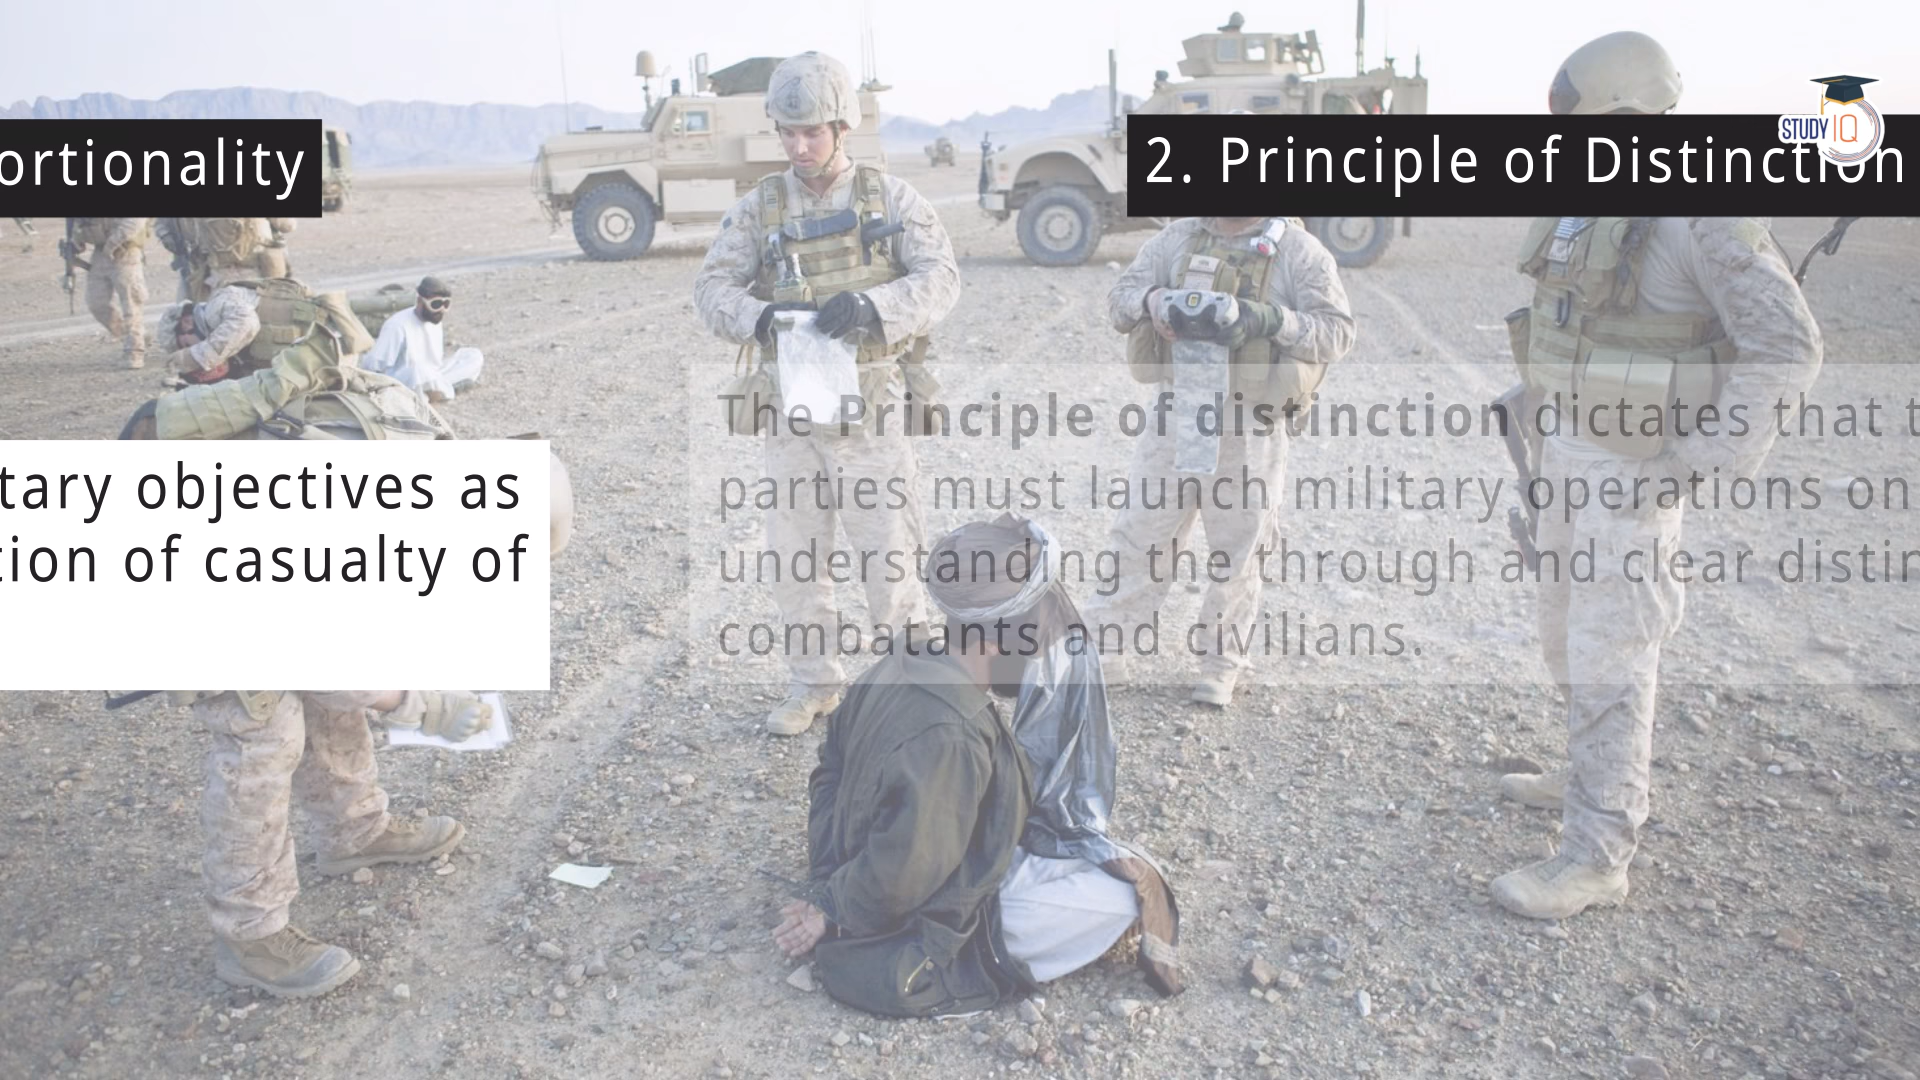 ortionality
2. Principle of Distinction
STUDY IQ
tary objectives as
tion of casualty of
The Principle of distinction dictates that t
parties must launch military operations on
understanding the through and clear distin
combatants and civilians.